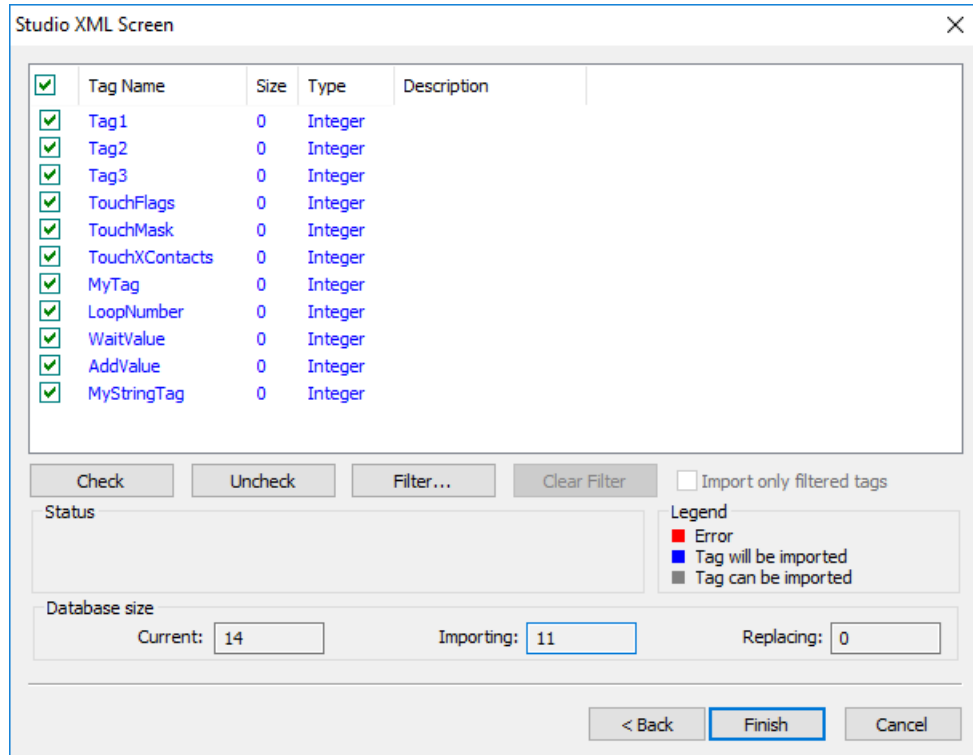 Studio XML Screen
Tag Name Size Type Description
Tag1 0 Integer
Tag2 0 Integer
Tag3 0 Integer
TouchFlags 0 Integer
TouchMask 0 Integer
TouchXContacts 0 Integer
MyTag 0 Integer
LoopNumber 0 Integer
WaitValue 0 Integer
AddValue 0 Integer
MyStringTag 0 Integer
Check Uncheck Filter... Clear Filter Import only filtered tags
Status
Legend
Error
Tag will be imported
Tag can be imported
Database size
Current: 14 Importing: 11 Replacing: 0
< Back Finish Cancel